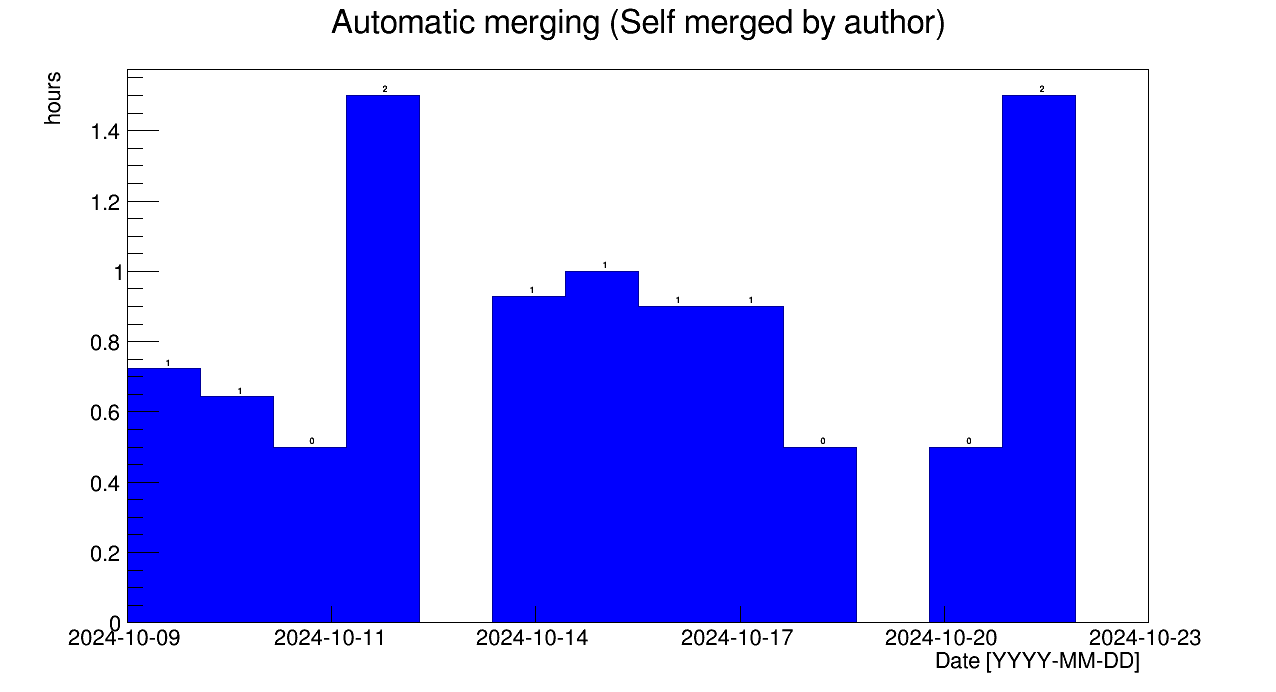 Automatic merging (Self merged by author)
hours
1.4
1.2
1
0.8
0.6
0.4
0.2
0
1 1 0 2 1 1 1 1 0 0 2
2024-10-09 2024-10-11 2024-10-14 2024-10-17 2024-10-20 2024-10-23
Date [YYYY-MM-DD]